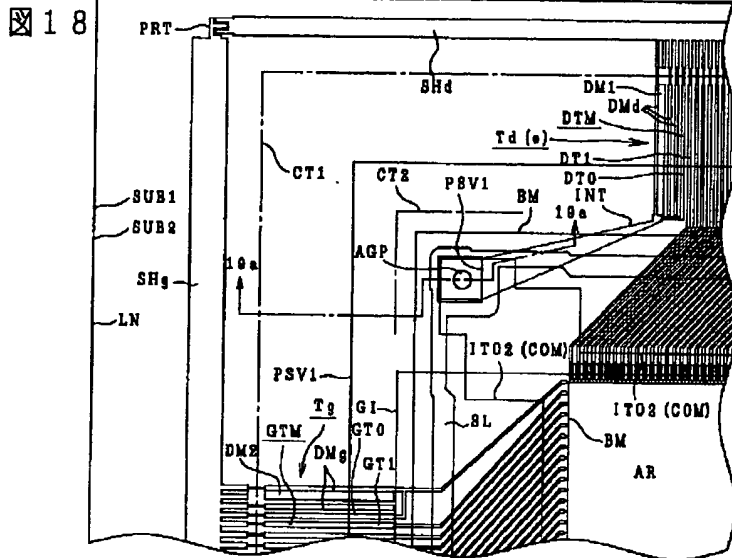 図18
PRT
SHd
DM1
DMd
DTM
Td(e)
DT1
CT1
CT2
PSV1
DT0
BM
INT
SUB1
SUB2
19a
AGP
19a
SHg
LN
ITO2(COM)
PSV1
GI
ITO2(COM)
Tg
SL
GTM
GT0
BM
DM2
DMg
GT1
AR